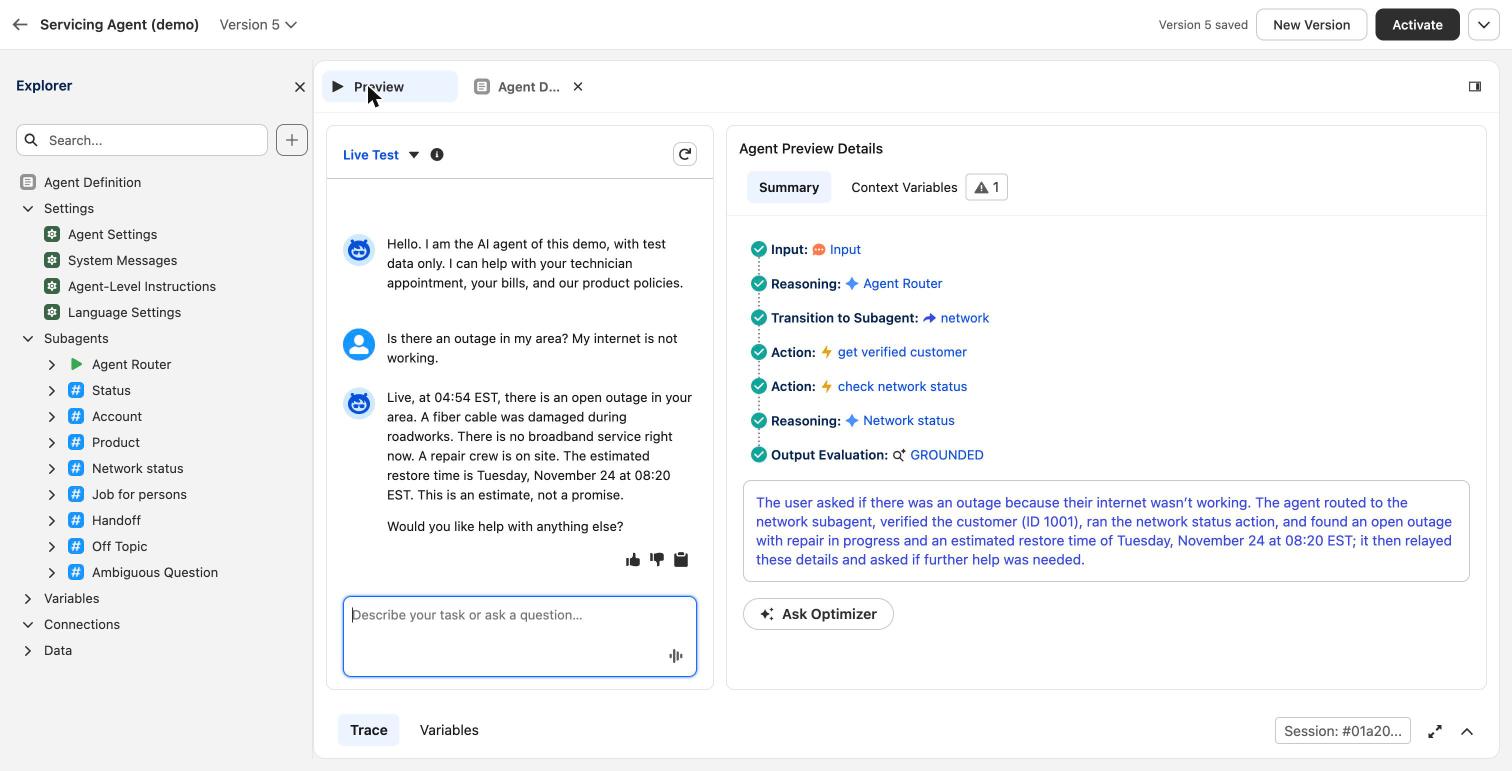 Servicing Agent (demo)
Version 5
Version 5 saved
New Version
Activate
Explorer
Search...
Agent Definition
Settings
Agent Settings
System Messages
Agent-Level Instructions
Language Settings
Subagents
Agent Router
Status
Account
Product
Network status
Job for persons
Handoff
Off Topic
Ambiguous Question
Variables
Connections
Data
Preview
Agent D...
Live Test
Hello. I am the AI agent of this demo, with test
data only. I can help with your technician
appointment, your bills, and our product policies.
Is there an outage in my area? My internet is not
working.
Live, at 04:54 EST, there is an open outage in your
area. A fiber cable was damaged during
roadworks. There is no broadband service right
now. A repair crew is on site. The estimated
restore time is Tuesday, November 24 at 08:20
EST. This is an estimate, not a promise.
Would you like help with anything else?
Describe your task or ask a question...
Agent Preview Details
Summary
Context Variables
1
Input: Input
Reasoning: Agent Router
Transition to Subagent: network
Action: get verified customer
Action: check network status
Reasoning: Network status
Output Evaluation: GROUNDED
The user asked if there was an outage because their internet wasn't working. The agent routed to the
network subagent, verified the customer (ID 1001), ran the network status action, and found an open outage
with repair in progress and an estimated restore time of Tuesday, November 24 at 08:20 EST; it then relayed
these details and asked if further help was needed.
Ask Optimizer
Trace
Variables
Session: #01a20...